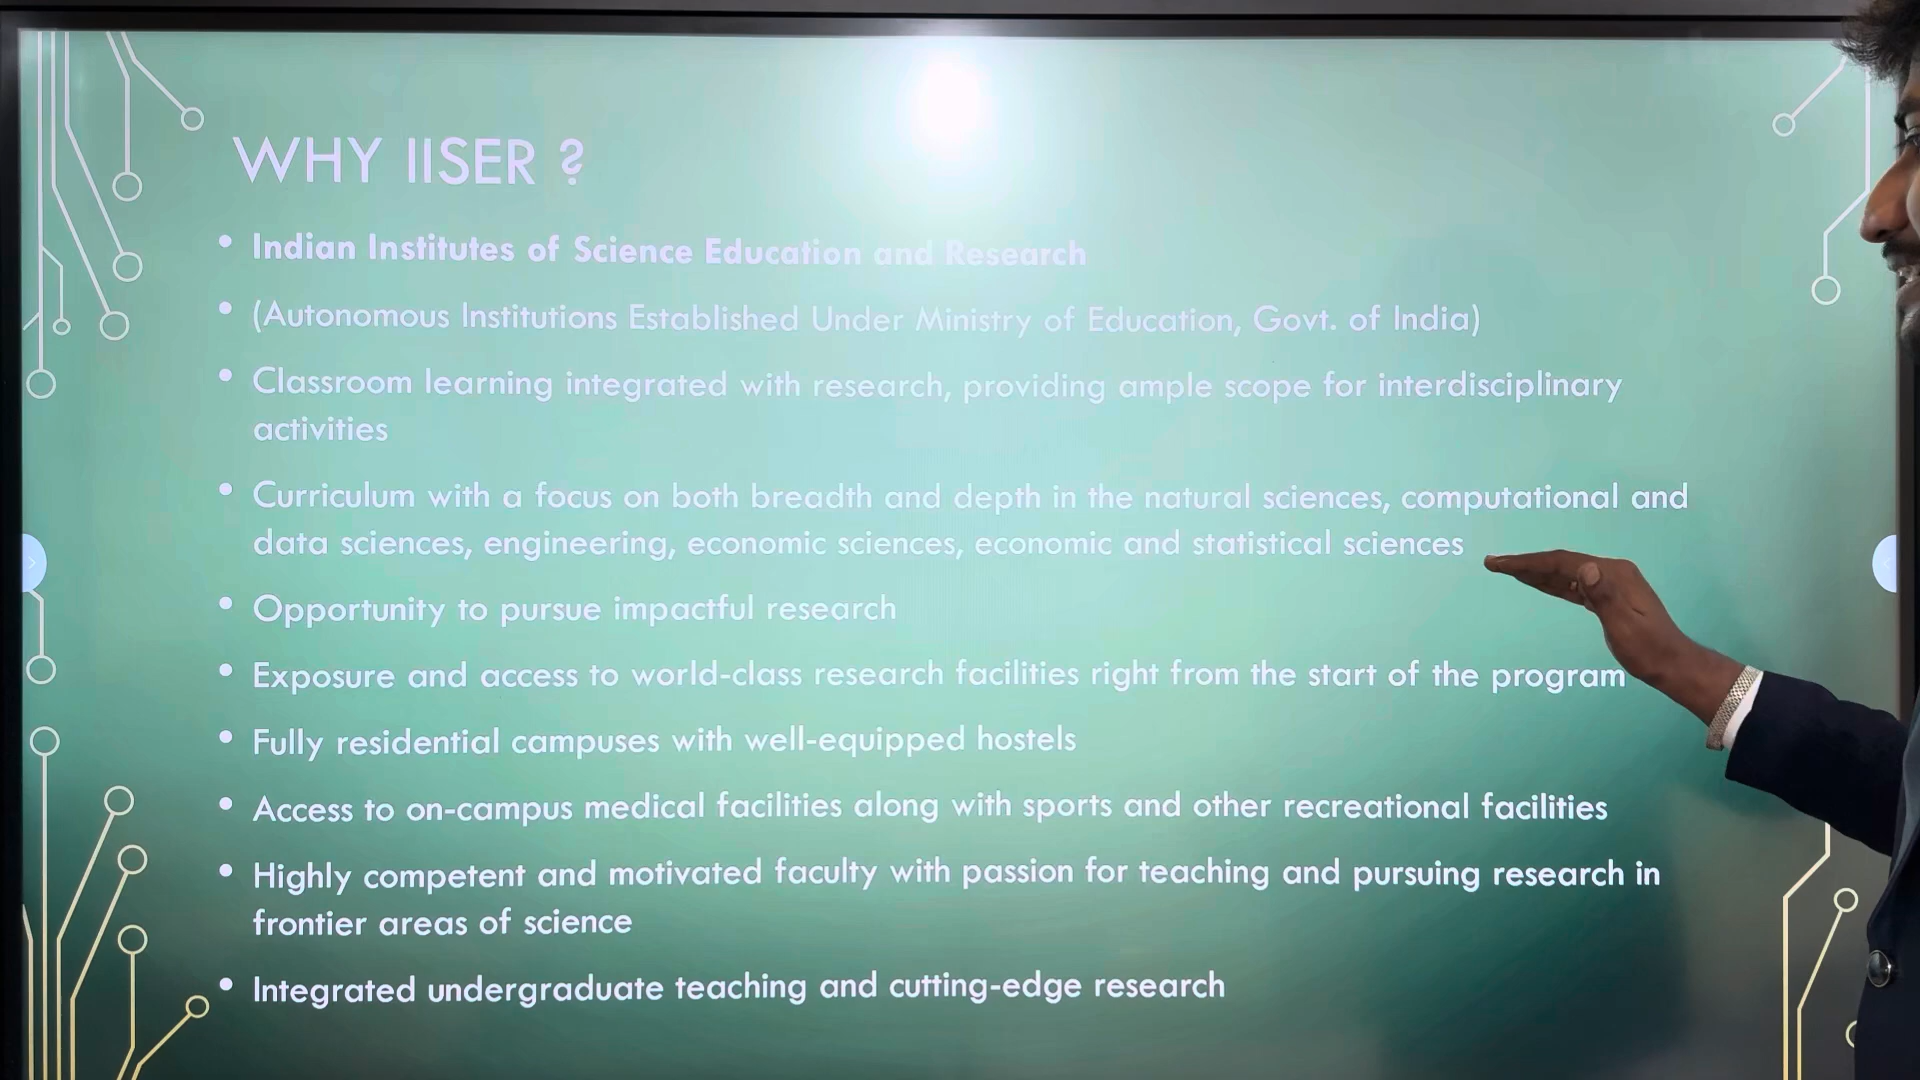 WHY IISER ?
• Indian Institutes of Science Education and Research
• (Autonomous Institutions Established Under Ministry of Education, Govt. of India)
• Classroom learning integrated with research, providing ample scope for interdisciplinary
activities
• Curriculum with a focus on both breadth and depth in the natural sciences, computational and
data sciences, engineering, economic sciences, economic and statistical sciences
• Opportunity to pursue impactful research
• Exposure and access to world-class research facilities right from the start of the program
• Fully residential campuses with well-equipped hostels
• Access to on-campus medical facilities along with sports and other recreational facilities
• Highly competent and motivated faculty with passion for teaching and pursuing research in
frontier areas of science
• Integrated undergraduate teaching and cutting-edge research